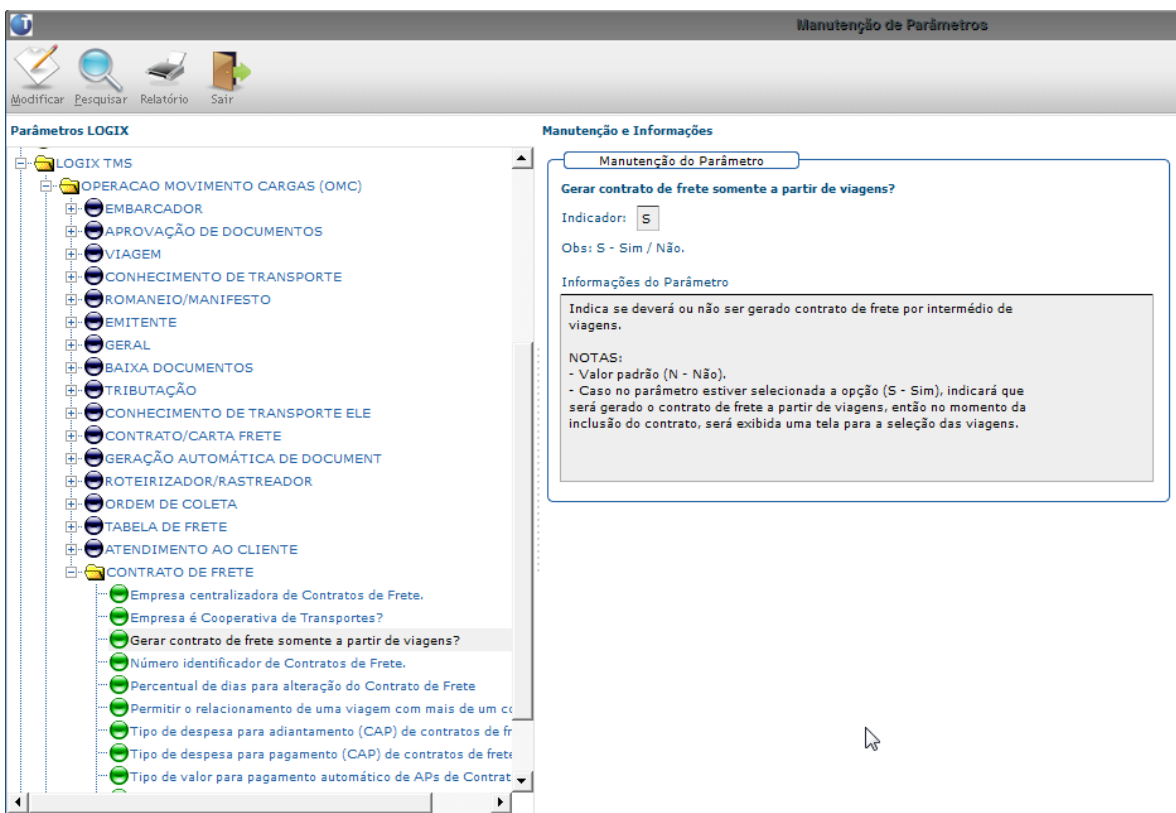 Manutenção de Parâmetros
Modificar Pesquisar Relatório Sair
Parâmetros LOGIX
LOGIX TMS
OPERACAO MOVIMENTO CARGAS (OMC)
EMBARCADOR
APROVAÇÃO DE DOCUMENTOS
VIAGEM
CONHECIMENTO DE TRANSPORTE
ROMANEIO/MANIFESTO
EMITENTE
GERAL
BAIXA DOCUMENTOS
TRIBUTAÇÃO
CONHECIMENTO DE TRANSPORTE ELE
CONTRATO/CARTA FRETE
GERAÇÃO AUTOMÁTICA DE DOCUMENT
ROTEIRIZADOR/RASTREADOR
ORDEM DE COLETA
TABELA DE FRETE
ATENDIMENTO AO CLIENTE
CONTRATO DE FRETE
Empresa centralizadora de Contratos de Frete.
Empresa é Cooperativa de Transportes?
Gerar contrato de frete somente a partir de viagens?
Número identificador de Contratos de Frete.
Percentual de dias para alteração do Contrato de Frete
Permitir o relacionamento de uma viagem com mais de um co
Tipo de despesa para adiantamento (CAP) de contratos de fr
Tipo de despesa para pagamento (CAP) de contratos de frete
Tipo de valor para pagamento automático de APs de Contrat
Manutenção e Informações
Manutenção do Parâmetro
Gerar contrato de frete somente a partir de viagens?
Indicador: S
Obs: S - Sim / Não.
Informações do Parâmetro
Indica se deverá ou não ser gerado contrato de frete por intermédio de
viagens.
NOTAS:
- Valor padrão (N - Não).
- Caso no parâmetro estiver selecionada a opção (S - Sim), indicará que
será gerado o contrato de frete a partir de viagens, então no momento da
inclusão do contrato, será exibida uma tela para a seleção das viagens.